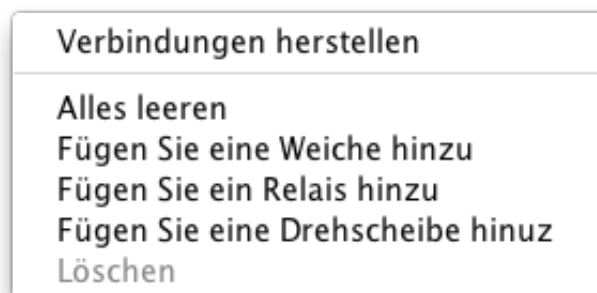 Verbindungen herstellen
Alles leeren
Fügen Sie eine Weiche hinzu
Fügen Sie ein Relais hinzu
Fügen Sie eine Drehscheibe hinuz
Löschen